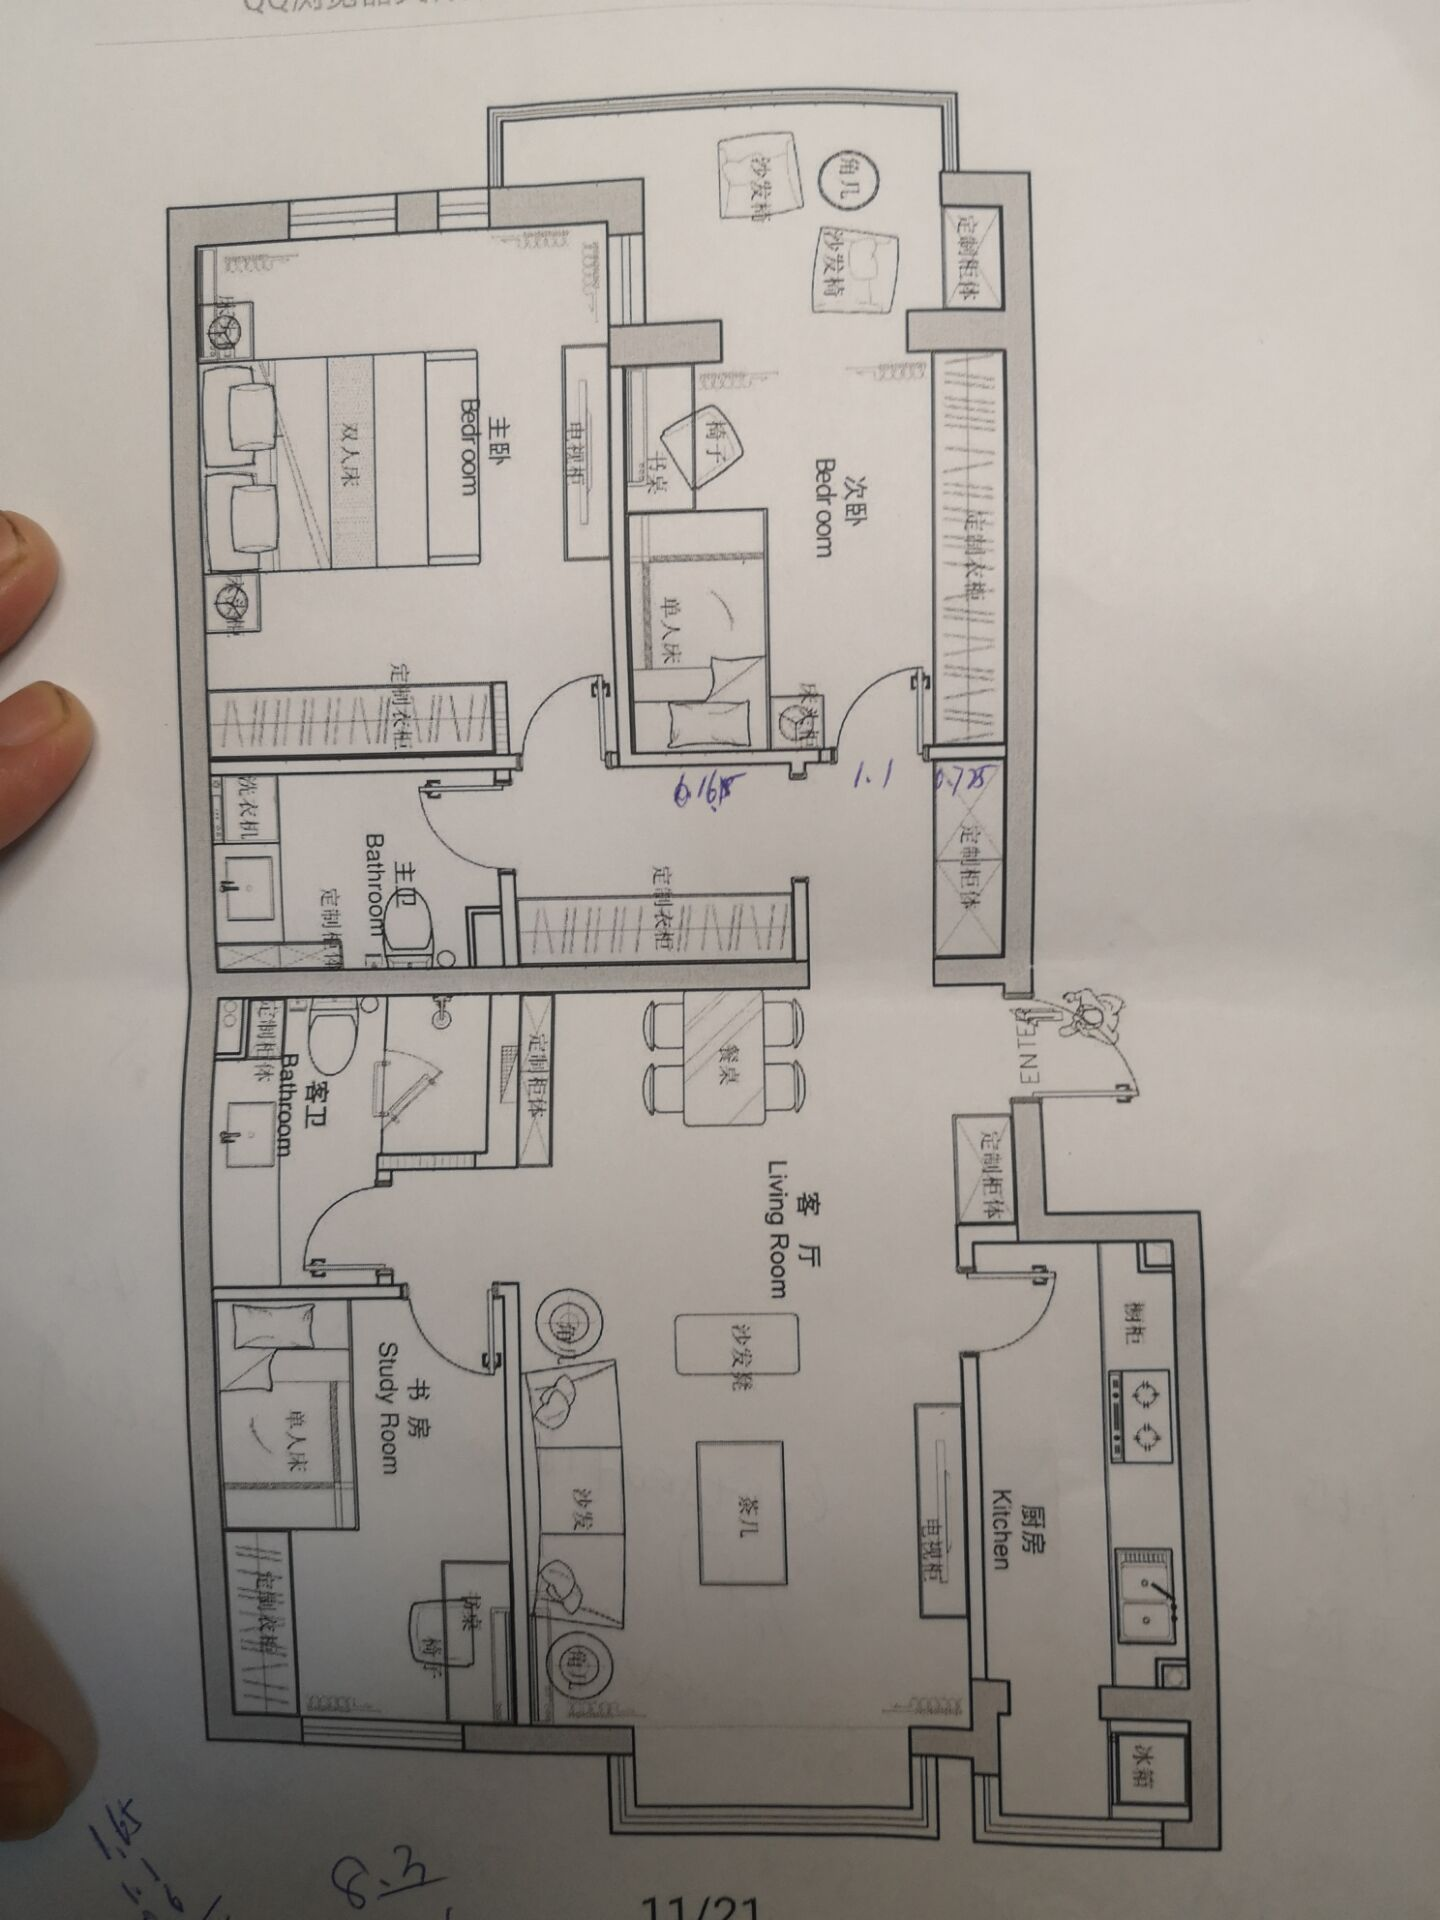 沙发椅
角几
沙发椅
定制柜体
双人床
主卧
Bedroom
电视柜
书桌
椅子
次卧
Bedroom
定制衣柜
单人床
床头柜
床头柜
定制衣柜
1.1
洗衣机
主卫
Bathroom
定制柜体
定制衣柜
定制柜体
定制柜体
客卫
Bathroom
定制柜体
餐桌
ENTE
定制柜体
客厅
Living Room
角几
沙发凳
橱柜
书房
Study Room
单人床
沙发
茶几
电视柜
厨房
Kitchen
定制衣柜
书桌
椅子
角几
冰箱
8.3
11/21